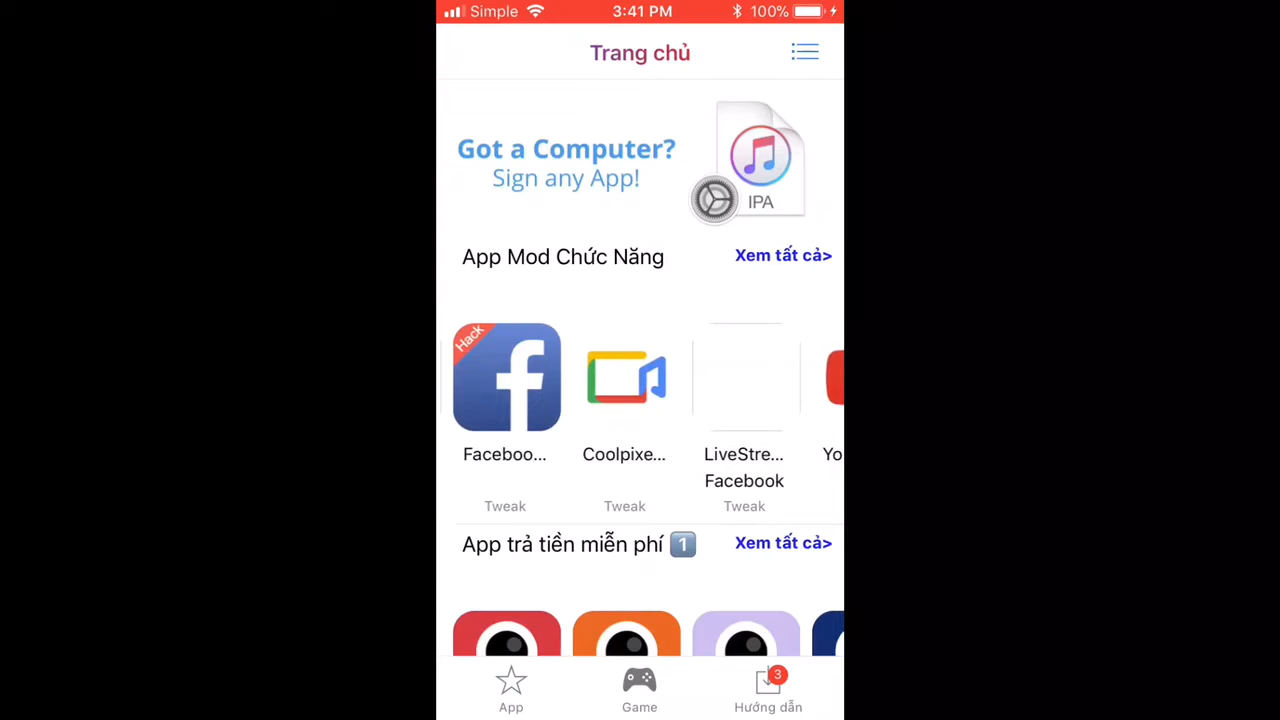 Simple 3:41 PM 100%
Trang chủ
Got a Computer?
Sign any App!
IPA
App Mod Chức Năng Xem tất cả>
Hack
Faceboo... Coolpixe... LiveStre... Yo
Facebook
Tweak Tweak Tweak
App trả tiền miễn phí 1️⃣ Xem tất cả>
3
App Game Hướng dẫn